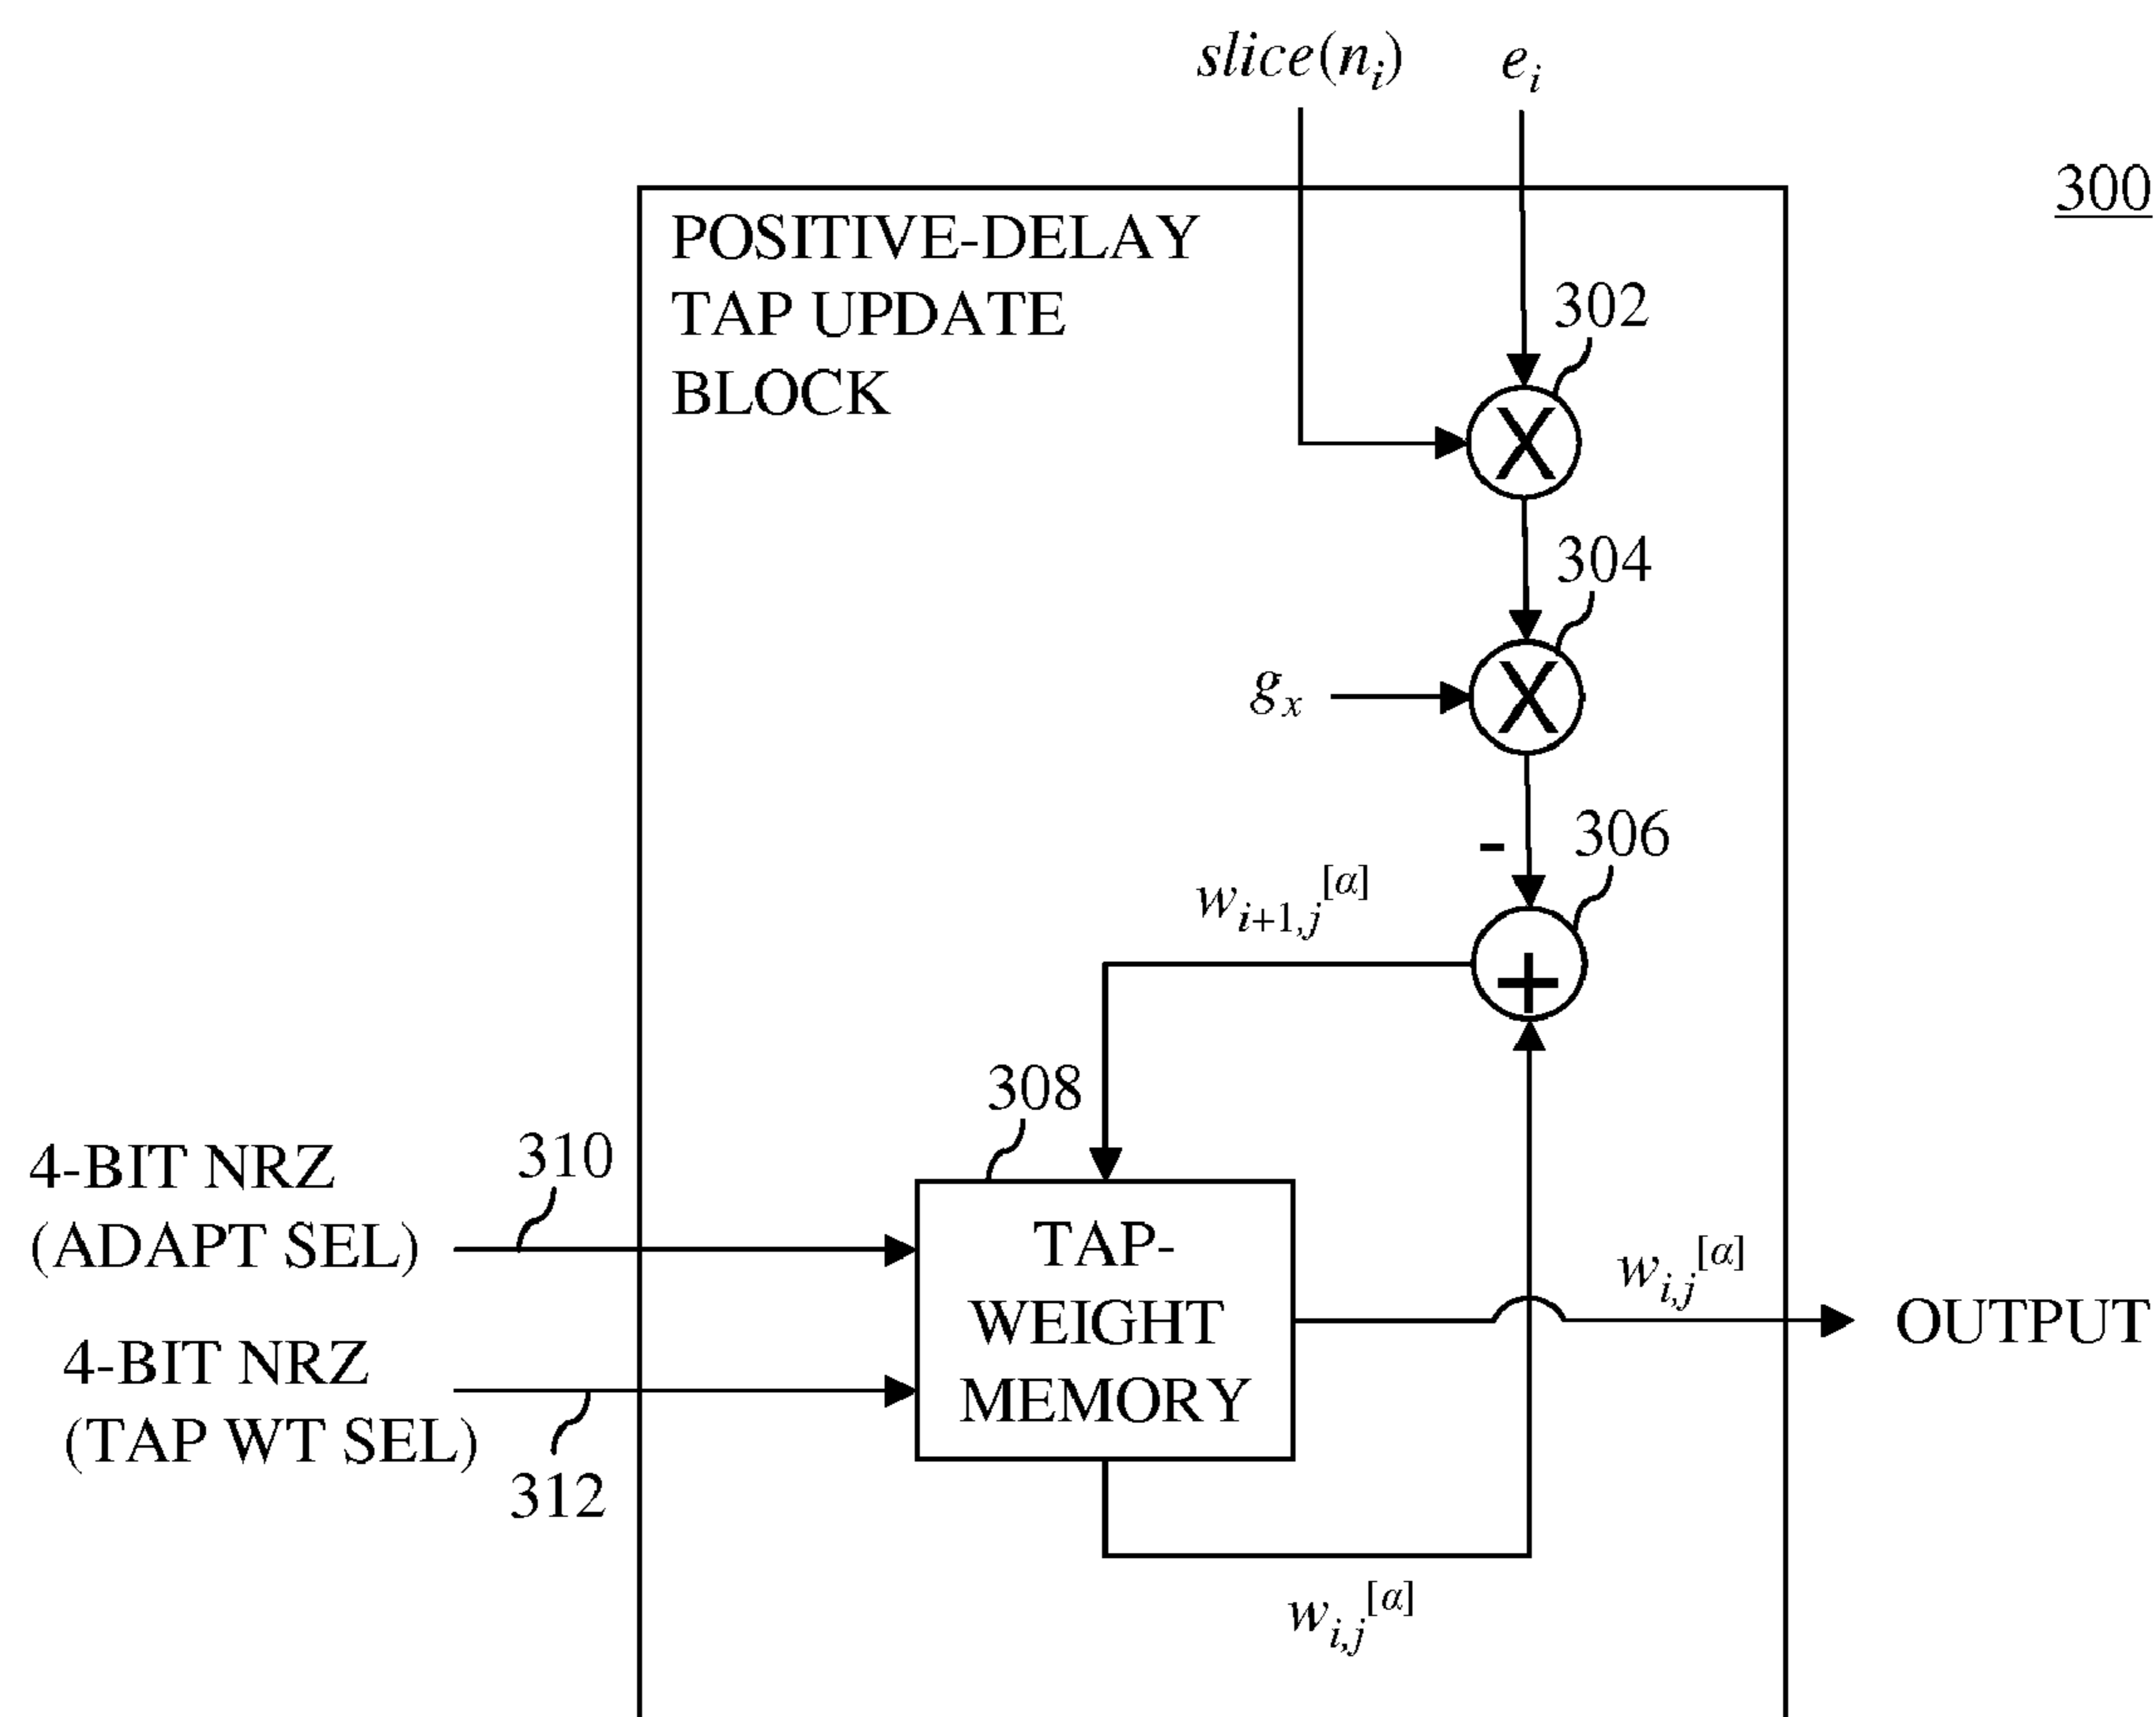 slice(n_i) e_i
300
POSITIVE-DELAY
TAP UPDATE
BLOCK
302
X
304
g_x
X
-
306
w_{i+1,j}^{[α]}
+
308
4-BIT NRZ
(ADAPT SEL)
310
TAP-
WEIGHT
MEMORY
w_{i,j}^{[α]}
OUTPUT
4-BIT NRZ
(TAP WT SEL)
312
w_{i,j}^{[α]}